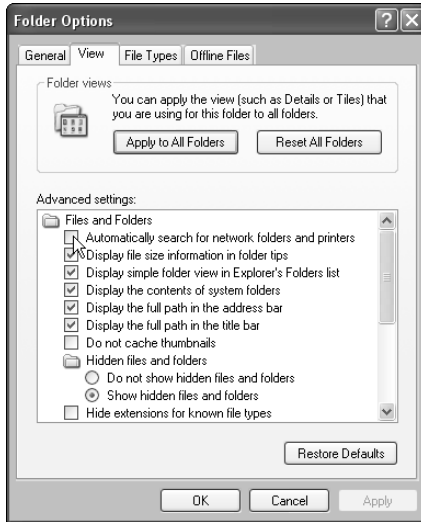 Folder Options
General View File Types Offline Files
Folder views
You can apply the view (such as Details or Tiles) that
you are using for this folder to all folders.
Apply to All Folders Reset All Folders
Advanced settings:
Files and Folders
Automatically search for network folders and printers
Display file size information in folder tips
Display simple folder view in Explorer's Folders list
Display the contents of system folders
Display the full path in the address bar
Display the full path in the title bar
Do not cache thumbnails
Hidden files and folders
Do not show hidden files and folders
Show hidden files and folders
Hide extensions for known file types
Restore Defaults
OK Cancel Apply